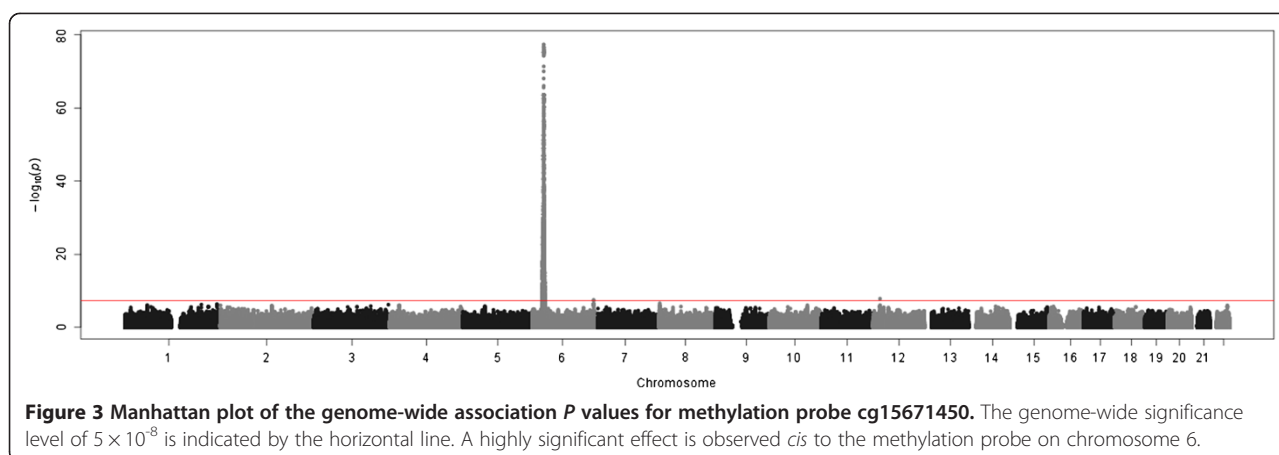 80
60
40
20
0
−log₁₀(p)
1 2 3 4 5 6 7 8 9 10 11 12 13 14 15 16 17 18 19 20 21
Chromosome
Figure 3 Manhattan plot of the genome-wide association P values for methylation probe cg15671450. The genome-wide significance
level of 5 × 10⁻⁸ is indicated by the horizontal line. A highly significant effect is observed cis to the methylation probe on chromosome 6.